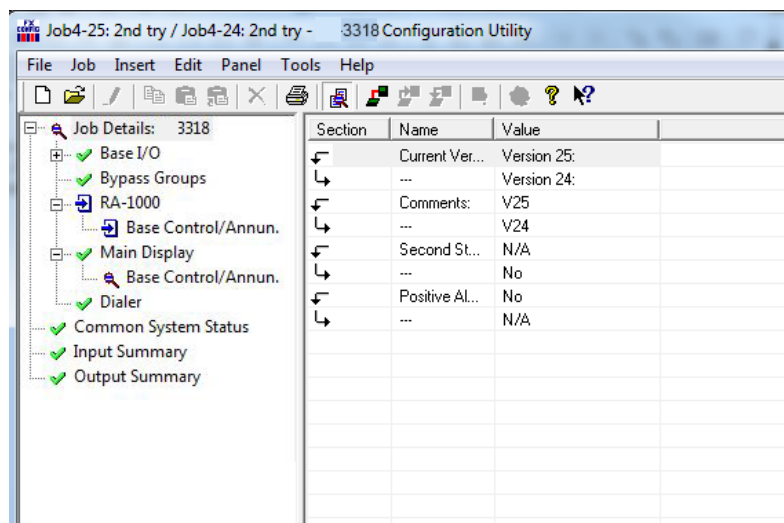 FX CONFIG
Job4-25: 2nd try / Job4-24: 2nd try - -3318 Configuration Utility
File Job Insert Edit Panel Tools Help
Job Details: 3318
Base I/O
Bypass Groups
RA-1000
Base Control/Annun.
Main Display
Base Control/Annun.
Dialer
Common System Status
Input Summary
Output Summary
Section Name Value
Current Ver... Version 25:
--- Version 24:
Comments: V25
--- V24
Second St... N/A
--- No
Positive Al... No
--- N/A